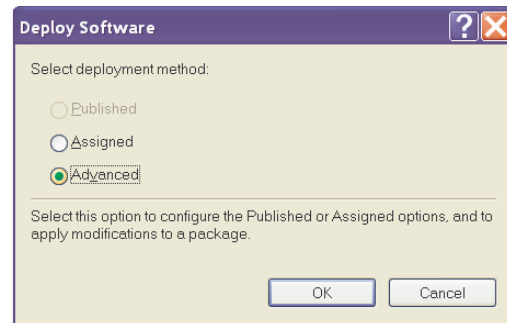 Deploy Software
Select deployment method:
Published
Assigned
Advanced
Select this option to configure the Published or Assigned options, and to
apply modifications to a package.
OK
Cancel